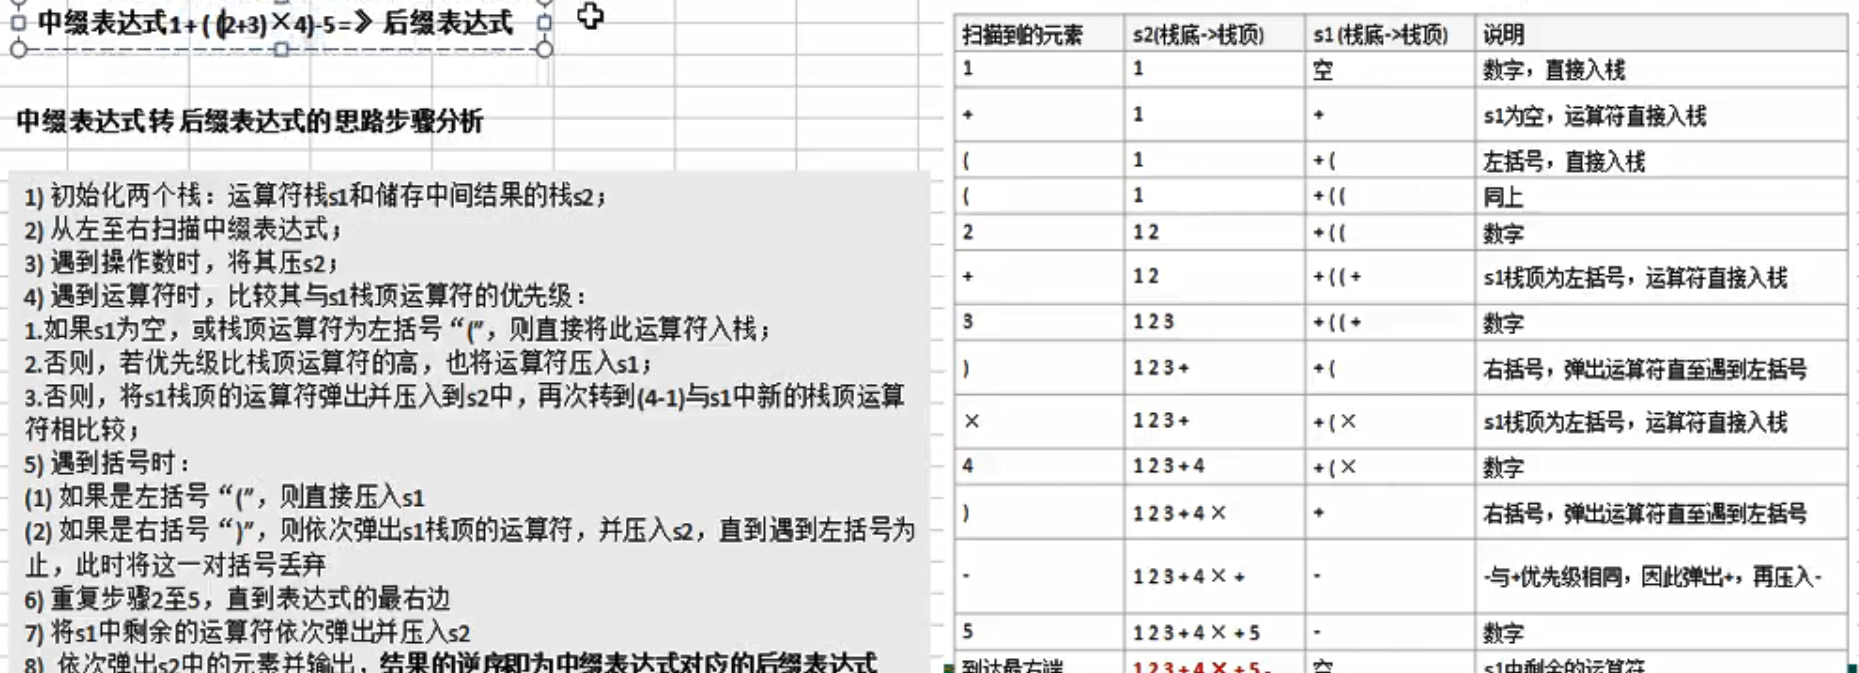 中缀表达式1+((2+3)×4)-5=》后缀表达式
中缀表达式 转 后缀表达式的思路步骤分析
1) 初始化两个栈：运算符栈s1和储存中间结果的栈s2；
2) 从左至右扫描中缀表达式；
3) 遇到操作数时，将其压s2；
4) 遇到运算符时，比较其与s1栈顶运算符的优先级：
1.如果s1为空，或栈顶运算符为左括号“(”，则直接将此运算符入栈；
2.否则，若优先级比栈顶运算符的高，也将运算符压入s1；
3.否则，将s1栈顶的运算符弹出并压入到s2中，再次转到(4-1)与s1中新的栈顶运算
符相比较；
5) 遇到括号时：
(1) 如果是左括号“(”，则直接压入s1
(2) 如果是右括号“)”，则依次弹出s1栈顶的运算符，并压入s2，直到遇到左括号为
止，此时将这一对括号丢弃
6) 重复步骤2至5，直到表达式的最右边
7) 将s1中剩余的运算符依次弹出并压入s2
8) 依次弹出s2中的元素并输出，结果的逆序即为中缀表达式对应的后缀表达式
扫描到的元素 s2(栈底->栈顶) s1 (栈底->栈顶) 说明
1 1 空 数字，直接入栈
+ 1 + s1为空，运算符直接入栈
( 1 + ( 左括号，直接入栈
( 1 + ( ( 同上
2 1 2 + ( ( 数字
+ 1 2 + ( ( + s1栈顶为左括号，运算符直接入栈
3 1 2 3 + ( ( + 数字
) 1 2 3 + + ( 右括号，弹出运算符直至遇到左括号
× 1 2 3 + + ( × s1栈顶为左括号，运算符直接入栈
4 1 2 3 + 4 + ( × 数字
) 1 2 3 + 4 × + 右括号，弹出运算符直至遇到左括号
- 1 2 3 + 4 × + - -与+优先级相同，因此弹出+，再压入-
5 1 2 3 + 4 × + 5 - 数字
到达最右端 1 2 3 + 4 × + 5 - 空 s1中剩余的运算符